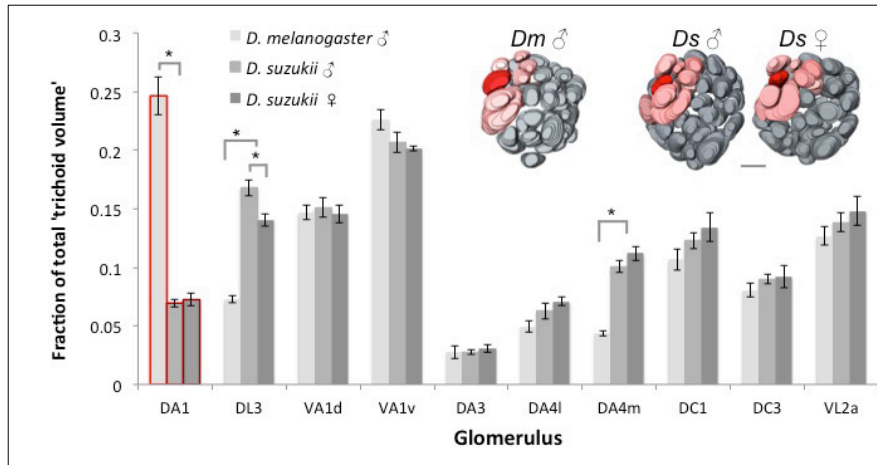 0.3
0.25
0.2
0.15
0.1
0.05
0
Fraction of total 'trichoid volume'
D. melanogaster ♂
D. suzukii ♂
D. suzukii ♀
Dm ♂
Ds ♂
Ds ♀
*
*
*
*
DA1 DL3 VA1d VA1v DA3 DA4l DA4m DC1 DC3 VL2a
Glomerulus